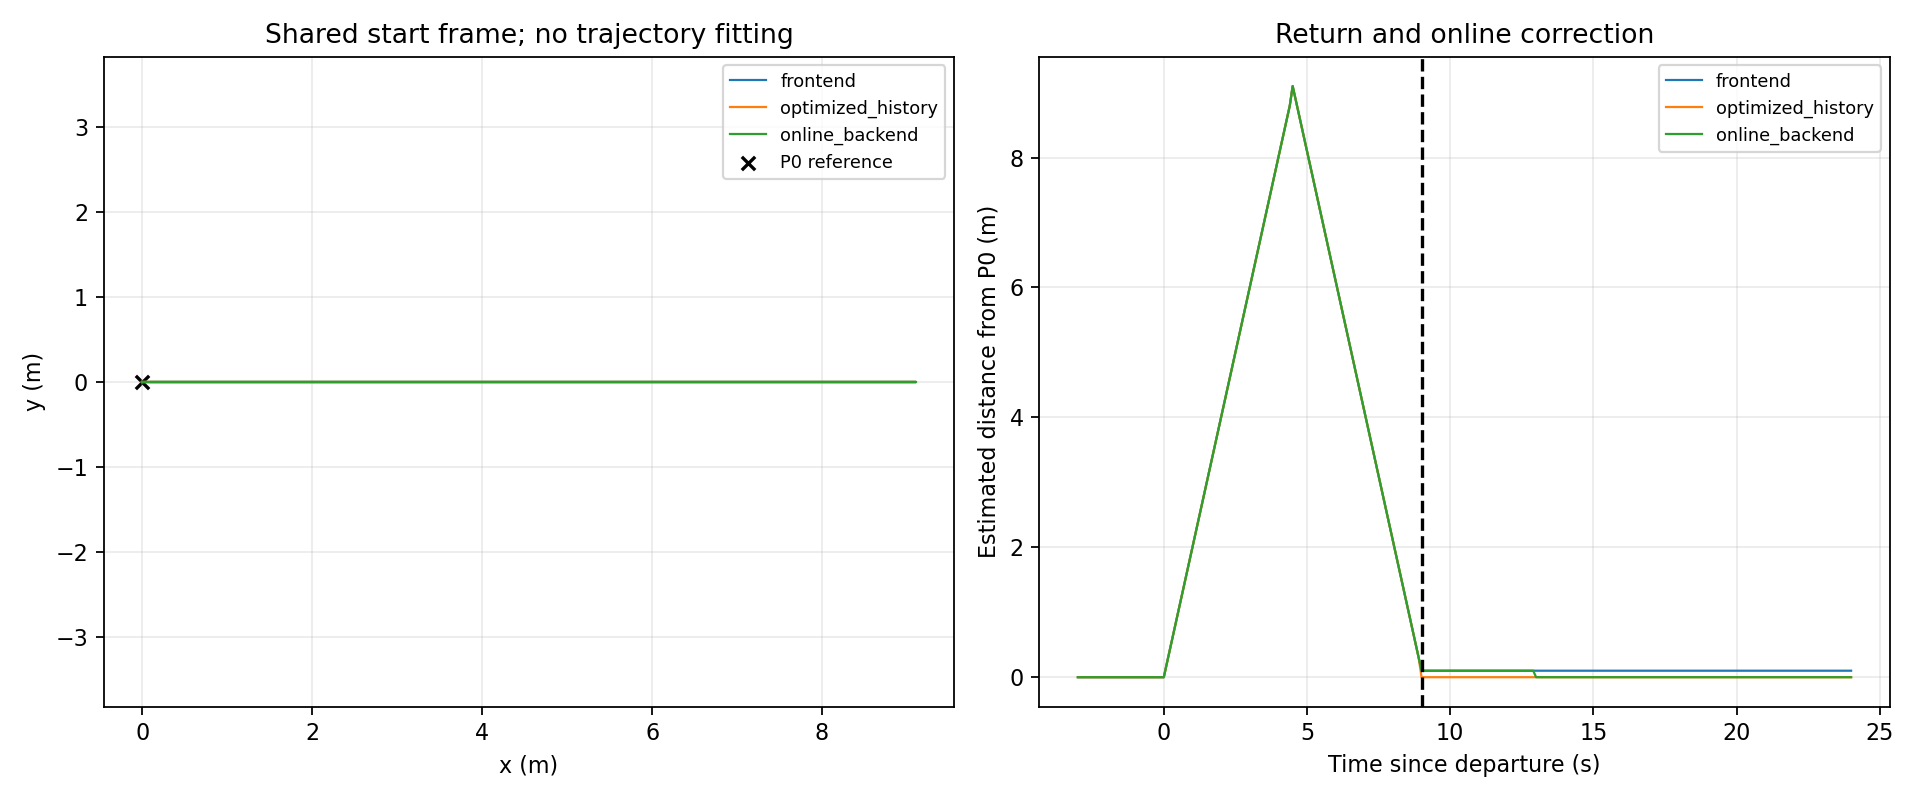 Shared start frame; no trajectory fitting
frontend
optimized_history
online_backend
P0 reference
3
2
1
0
−1
−2
−3
y (m)
0
2
4
6
8
x (m)
Return and online correction
frontend
optimized_history
online_backend
8
6
4
2
0
Estimated distance from P0 (m)
0
5
10
15
20
25
Time since departure (s)